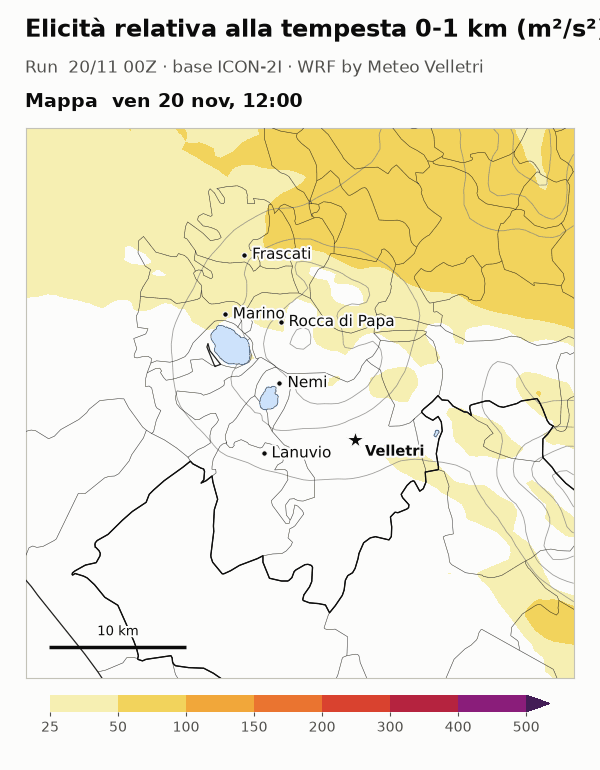 Elicità relativa alla tempesta 0-1 km (m²/s²)
Run 20/11 00Z · base ICON-2I · WRF by Meteo Velletri
Mappa ven 20 nov, 12:00
Frascati
Marino
Rocca di Papa
Nemi
Velletri
Lanuvio
10 km
25 50 100 150 200 300 400 500